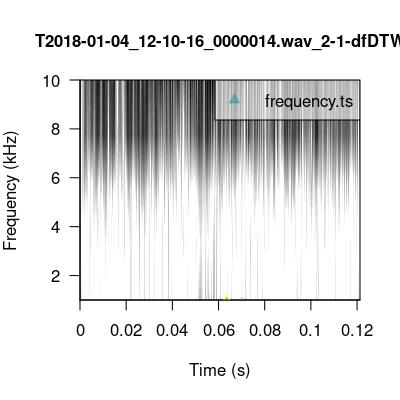 T2018-01-04_12-10-16_0000014.wav_2-1-dfDTW
frequency.ts
10
8
6
4
2
Frequency (kHz)
0 0.02 0.04 0.06 0.08 0.1 0.12
Time (s)